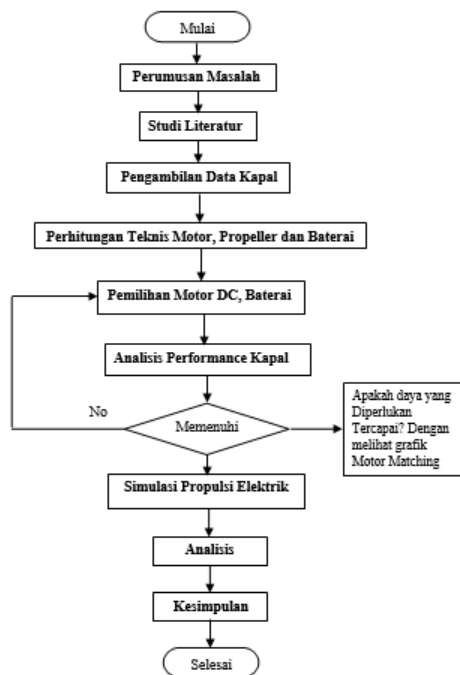 Mulai
Perumusan Masalah
Studi Literatur
Pengambilan Data Kapal
Perhitungan Teknis Motor, Propeller dan Baterai
Pemilihan Motor DC, Baterai
Analisis Performance Kapal
No
Memenuhi
Apakah daya yang
Diperlukan
Tercapai? Dengan
melihat grafik
Motor Matching
Simulasi Propulsi Elektrik
Analisis
Kesimpulan
Selesai